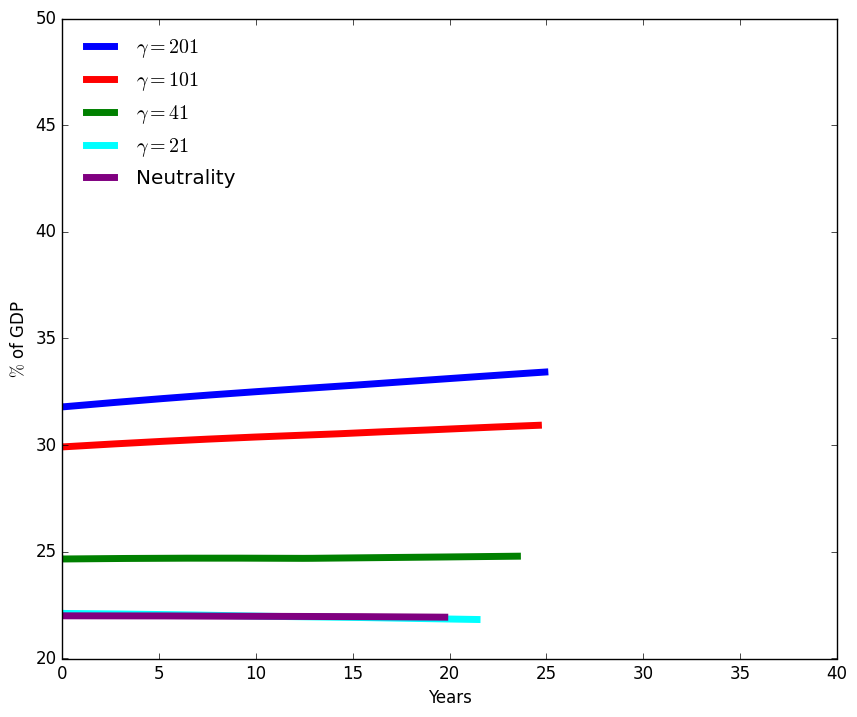 50
45
40
35
30
25
20
% of GDP
γ = 201
γ = 101
γ = 41
γ = 21
Neutrality
0 5 10 15 20 25 30 35 40
Years